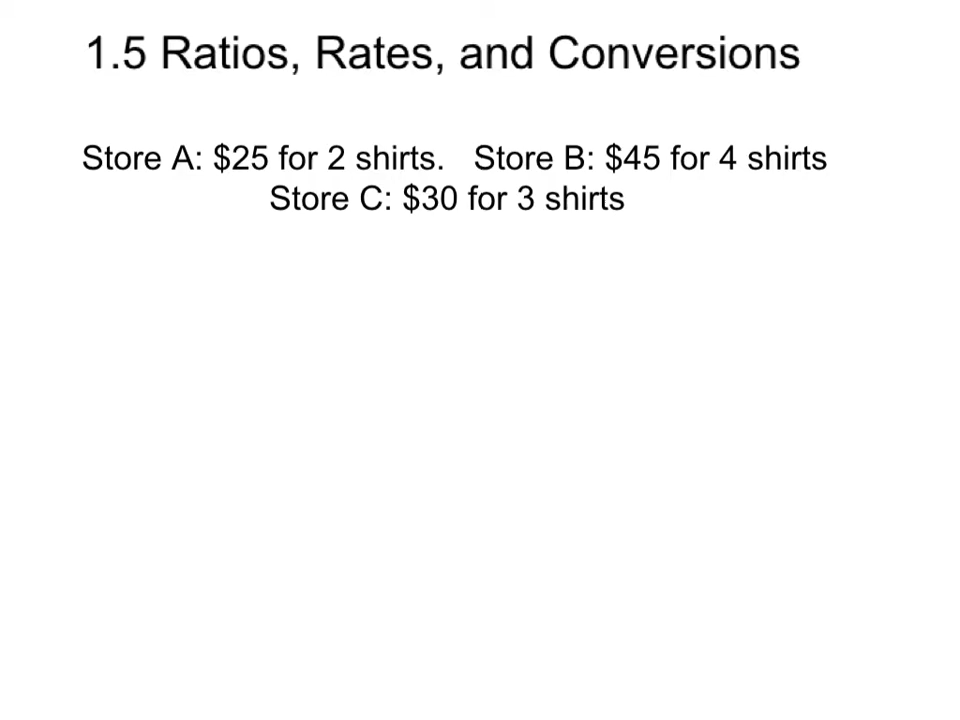 1.5 Ratios, Rates, and Conversions
Store A: $25 for 2 shirts.   Store B: $45 for 4 shirts
Store C: $30 for 3 shirts